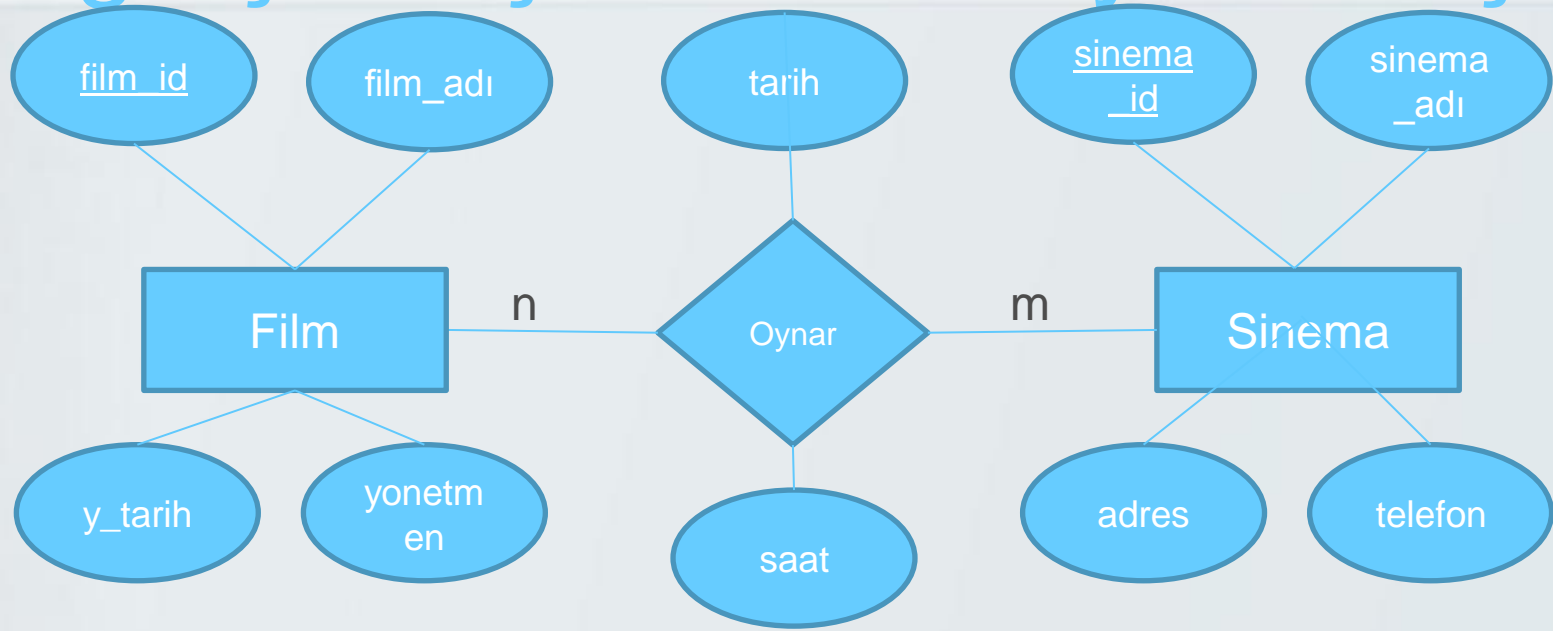 film_id
film_adı
tarih
sinema
_id
sinema
_adı
n
m
Film
Oynar
Sinema
y_tarih
yonetm
en
saat
adres
telefon